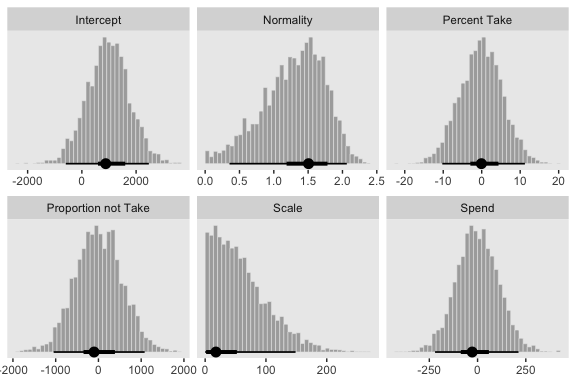 Intercept Normality Percent Take
-2000 0 2000 0.0 0.5 1.0 1.5 2.0 2.5 -20 -10 0 10 20
Proportion not Take Scale Spend
-2000 -1000 0 1000 2000 0 100 200 -250 0 250